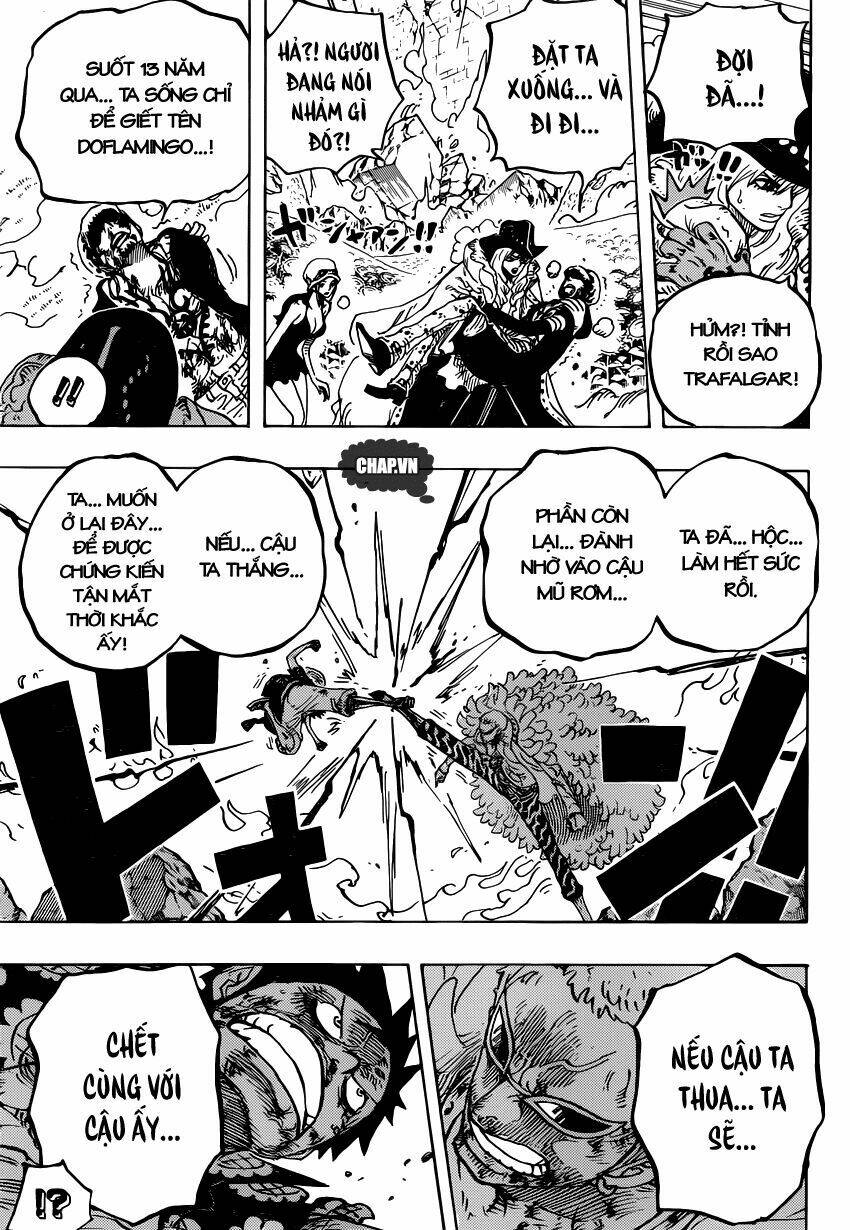 ĐỢI
ĐÃ...!
HỬM?! TỈNH
RỒI SAO
TRAFALGAR!
ĐẶT TA
XUỐNG... VÀ
ĐI ĐI...
HẢ?! NGƯỜI
ĐANG NÓI
NHẢM GÌ
ĐÓ?!
SUỐT 13 NĂM
QUA... TA SỐNG CHỈ
ĐỂ GIẾT TÊN
DOFLAMINGO...!
!!
CHAP.VN
TA ĐÃ... HỘC...
LÀM HẾT SỨC
RỒI.
PHẦN CÒN
LẠI... ĐÀNH
NHỜ VÀO CẬU
MŨ RƠM...
NẾU... CẬU
TA THẮNG...
TA... MUỐN
Ở LẠI ĐÂY...
ĐỂ ĐƯỢC
CHỨNG KIẾN
TẬN MẮT
THỜI KHẮC
ẤY!
NẾU CẬU TA
THUA... TA
SẼ...
CHẾT
CÙNG VỚI
CẬU ẤY...
!?